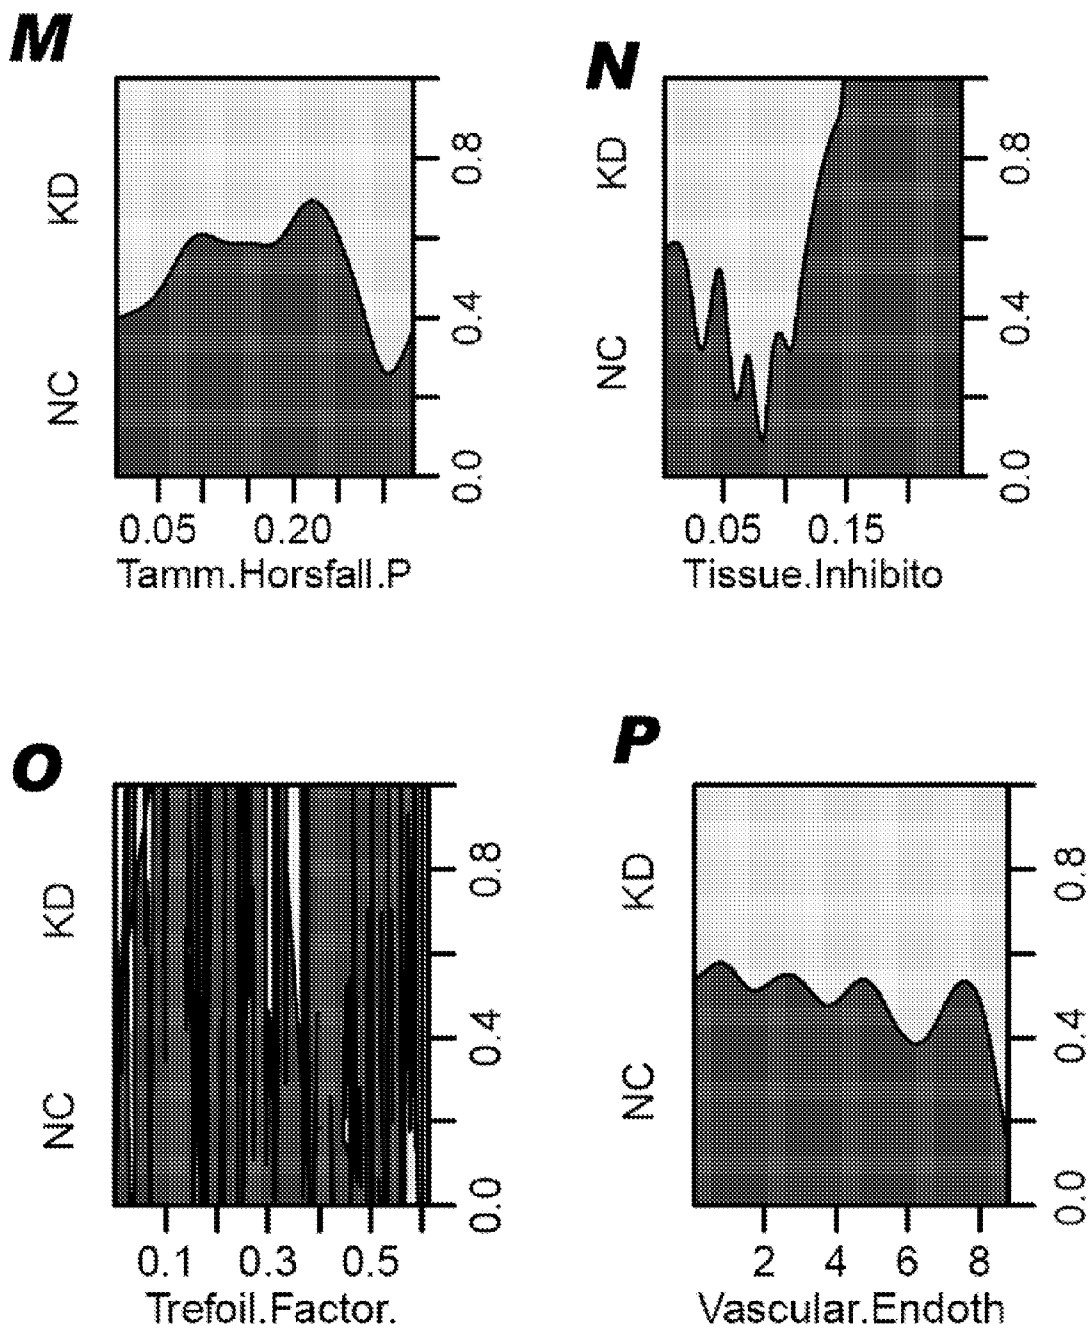 M
KD
NC
0.8
0.4
0.0
0.05 0.20
Tamm.Horsfall.P
N
KD
NC
0.8
0.4
0.0
0.05 0.15
Tissue.Inhibito
O
KD
NC
0.8
0.4
0.0
0.1 0.3 0.5
Trefoil.Factor.
P
KD
NC
0.8
0.4
0.0
2 4 6 8
Vascular.Endoth